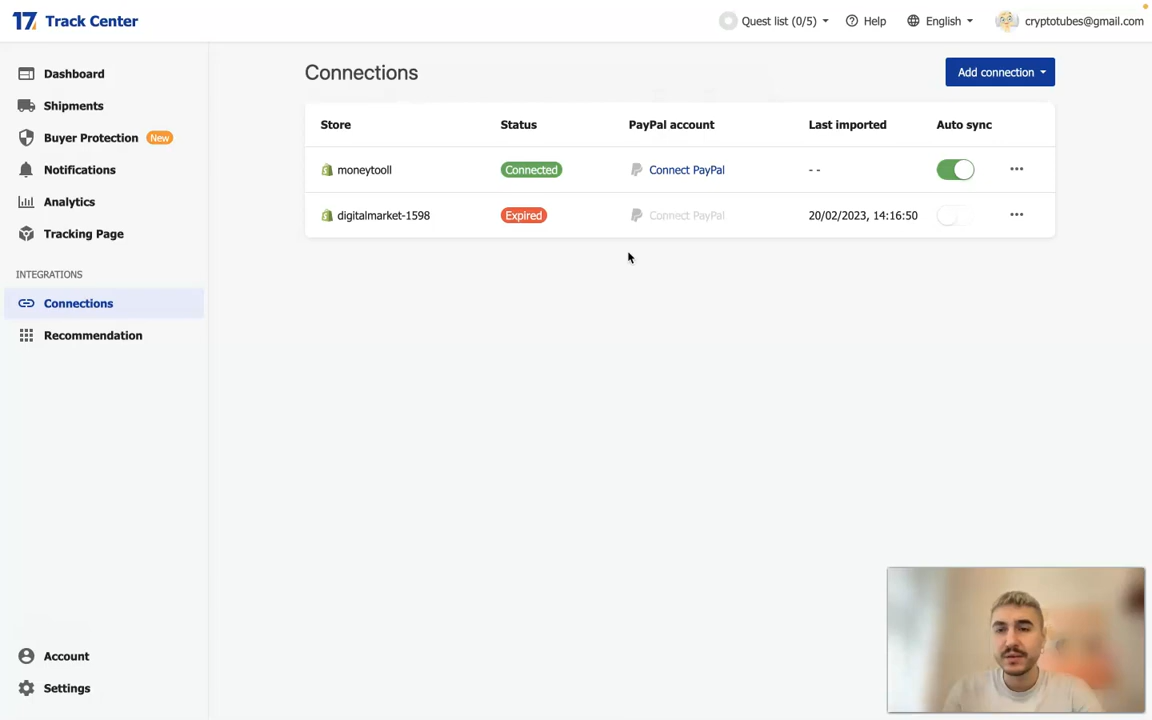 17 Track Center
Quest list (0/5)
Help
English
cryptotubes@gmail.com
Dashboard
Shipments
Buyer Protection New
Notifications
Analytics
Tracking Page
INTEGRATIONS
Connections
Recommendation
Account
Settings
Connections
Add connection
Store Status PayPal account Last imported Auto sync
moneytooll Connected Connect PayPal - -
digitalmarket-1598 Expired Connect PayPal 20/02/2023, 14:16:50